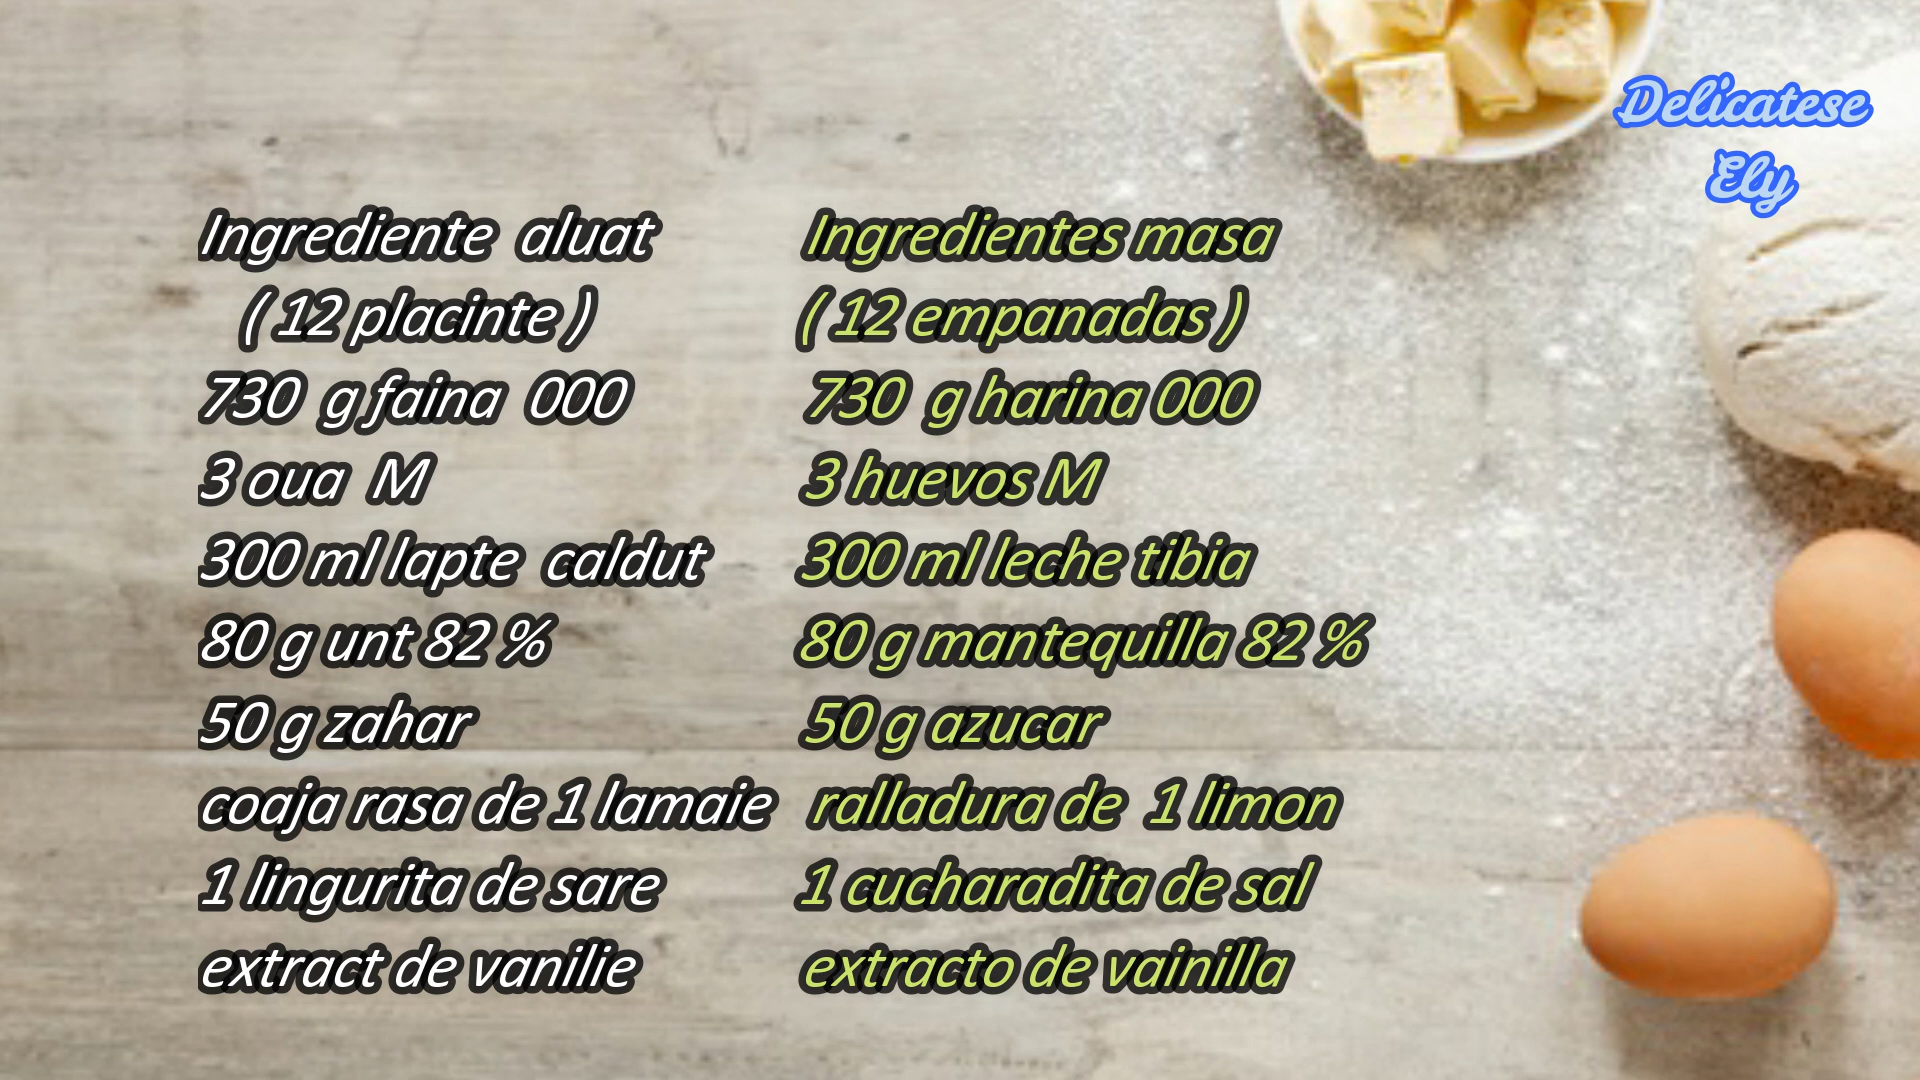 Delicatese
Ely
Ingrediente aluat
( 12 placinte )
730 g faina 000
3 oua M
300 ml lapte caldut
80 g unt 82 %
50 g zahar
coaja rasa de 1 lamaie
1 lingurita de sare
extract de vanilie
Ingredientes masa
( 12 empanadas )
730 g harina 000
3 huevos M
300 ml leche tibia
80 g mantequilla 82 %
50 g azucar
ralladura de 1 limon
1 cucharadita de sal
extracto de vainilla